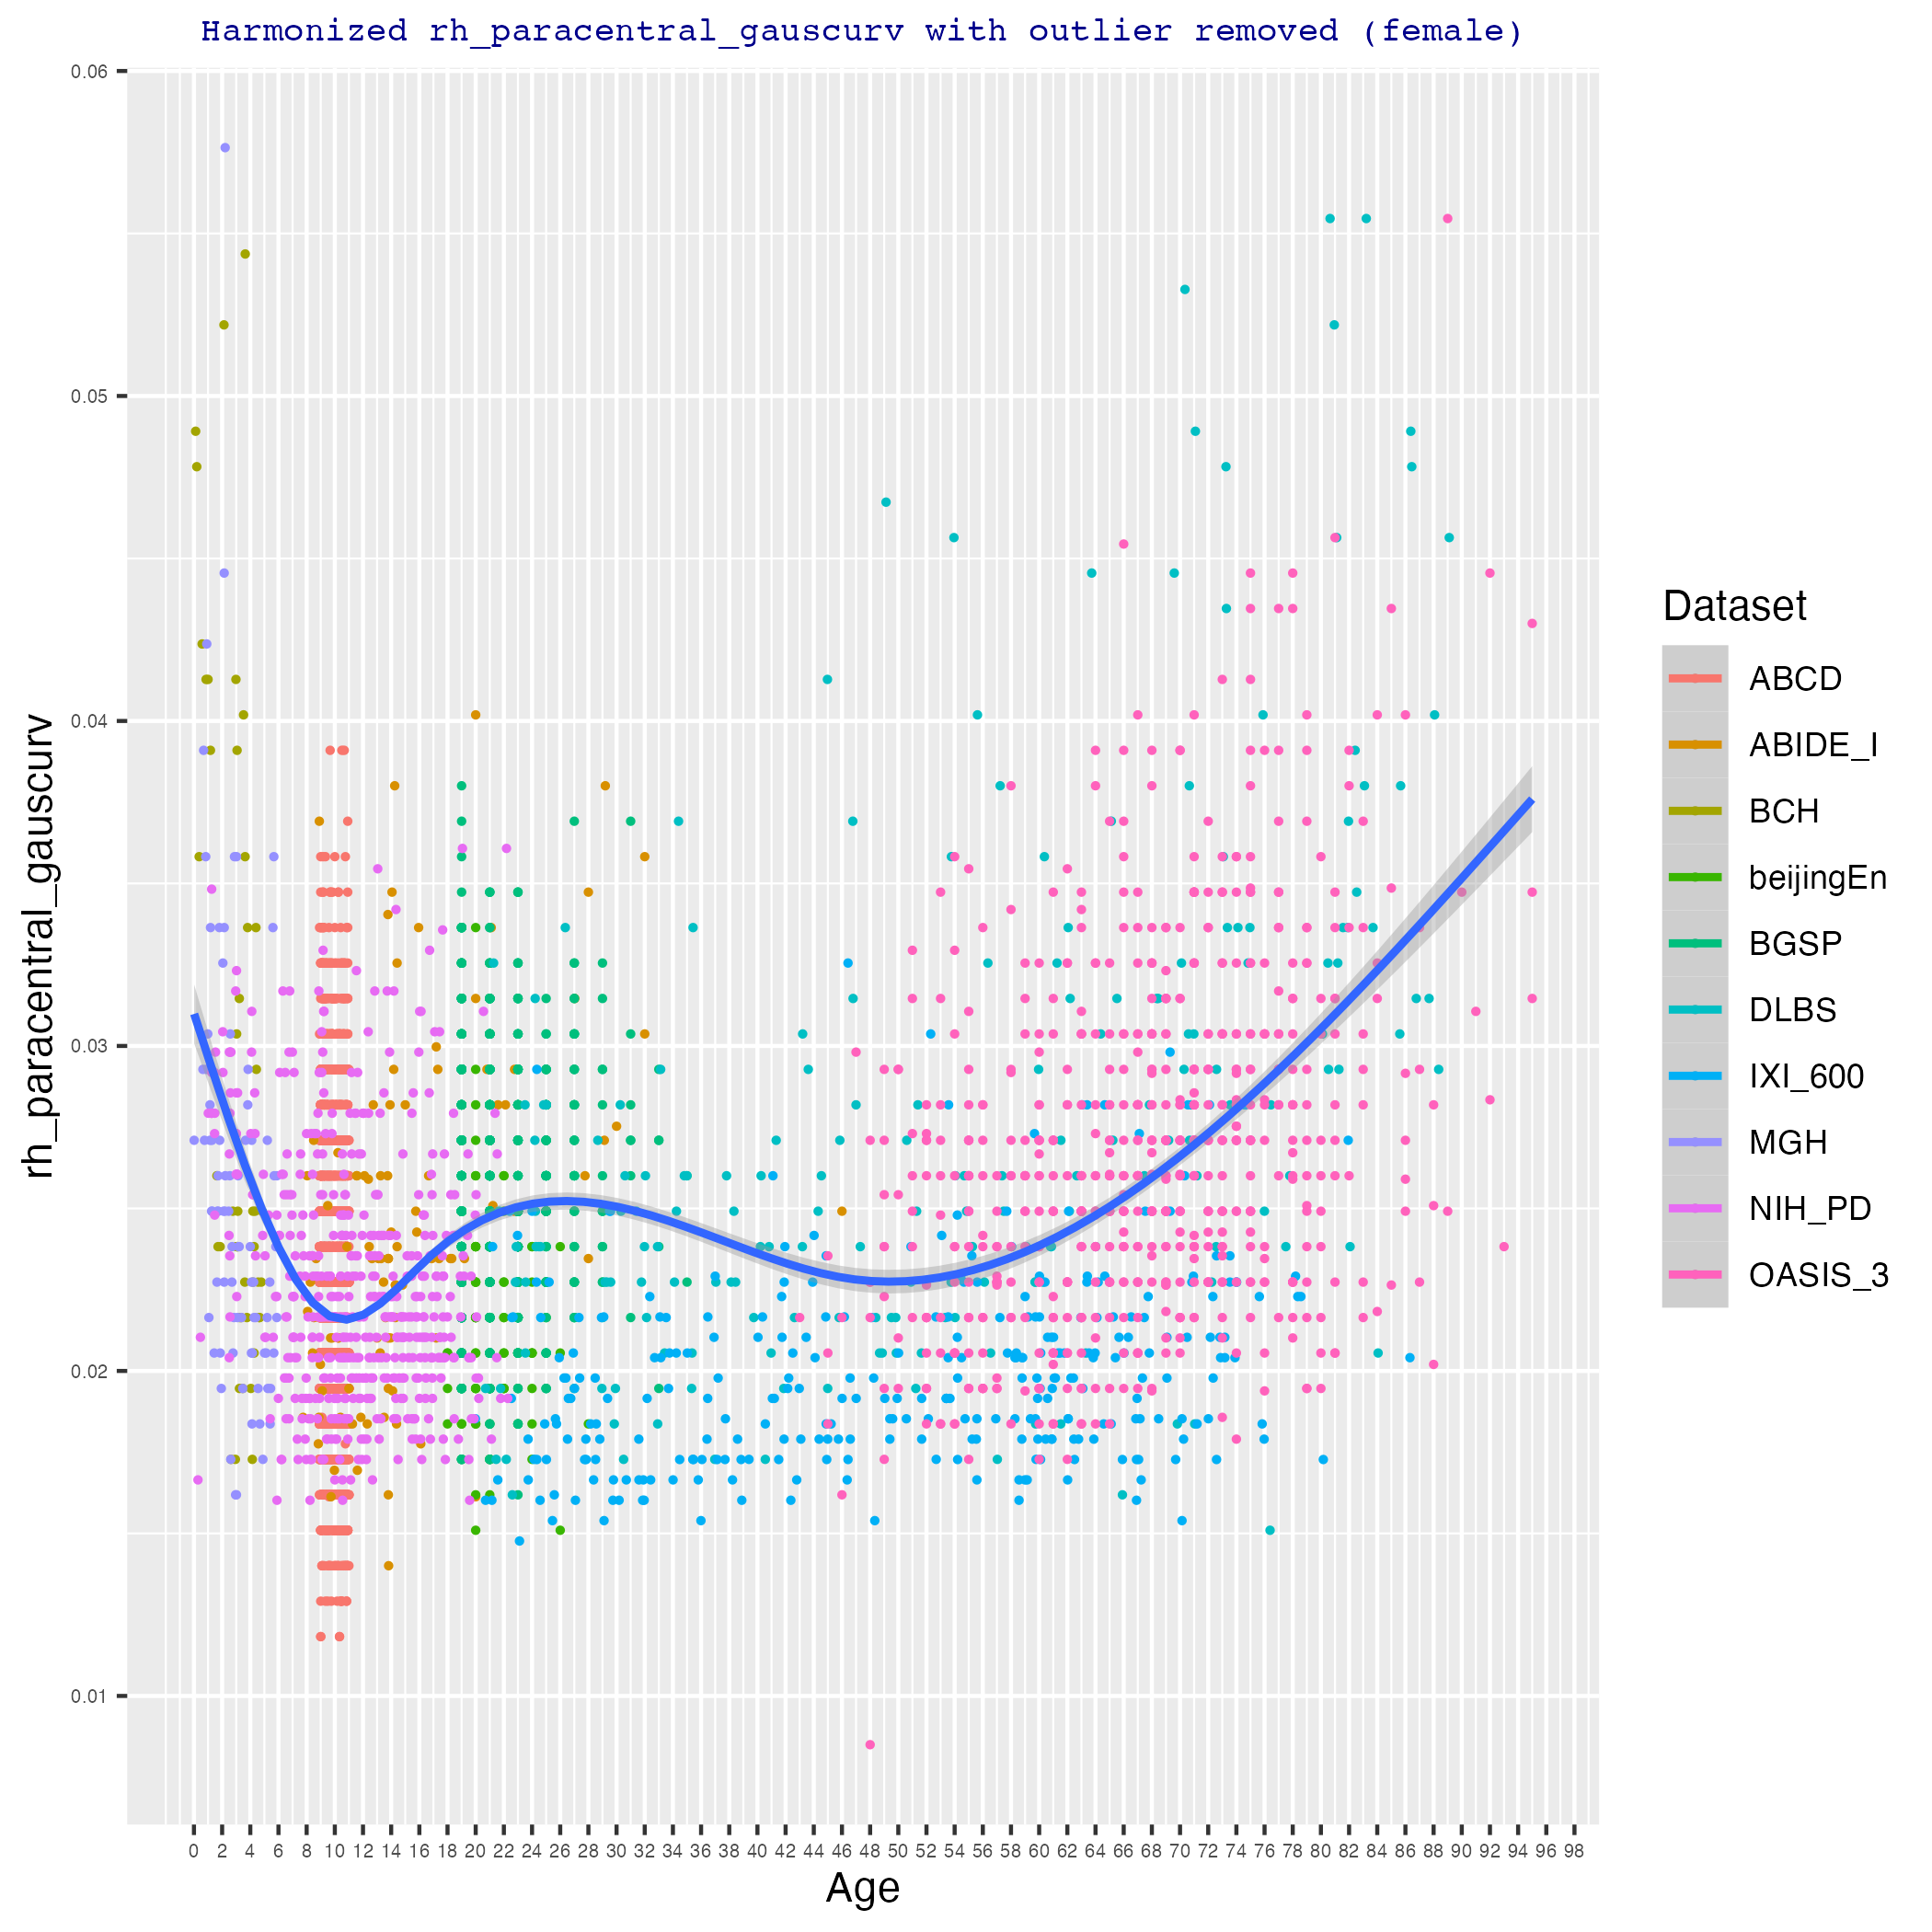 Harmonized rh_paracentral_gauscurv with outlier removed (female)
rh_paracentral_gauscurv
0.06
0.05
0.04
0.03
0.02
0.01
0 2 4 6 8 10 12 14 16 18 20 22 24 26 28 30 32 34 36 38 40 42 44 46 48 50 52 54 56 58 60 62 64 66 68 70 72 74 76 78 80 82 84 86 88 90 92 94 96 98
Age
Dataset
ABCD
ABIDE_I
BCH
beijingEn
BGSP
DLBS
IXI_600
MGH
NIH_PD
OASIS_3